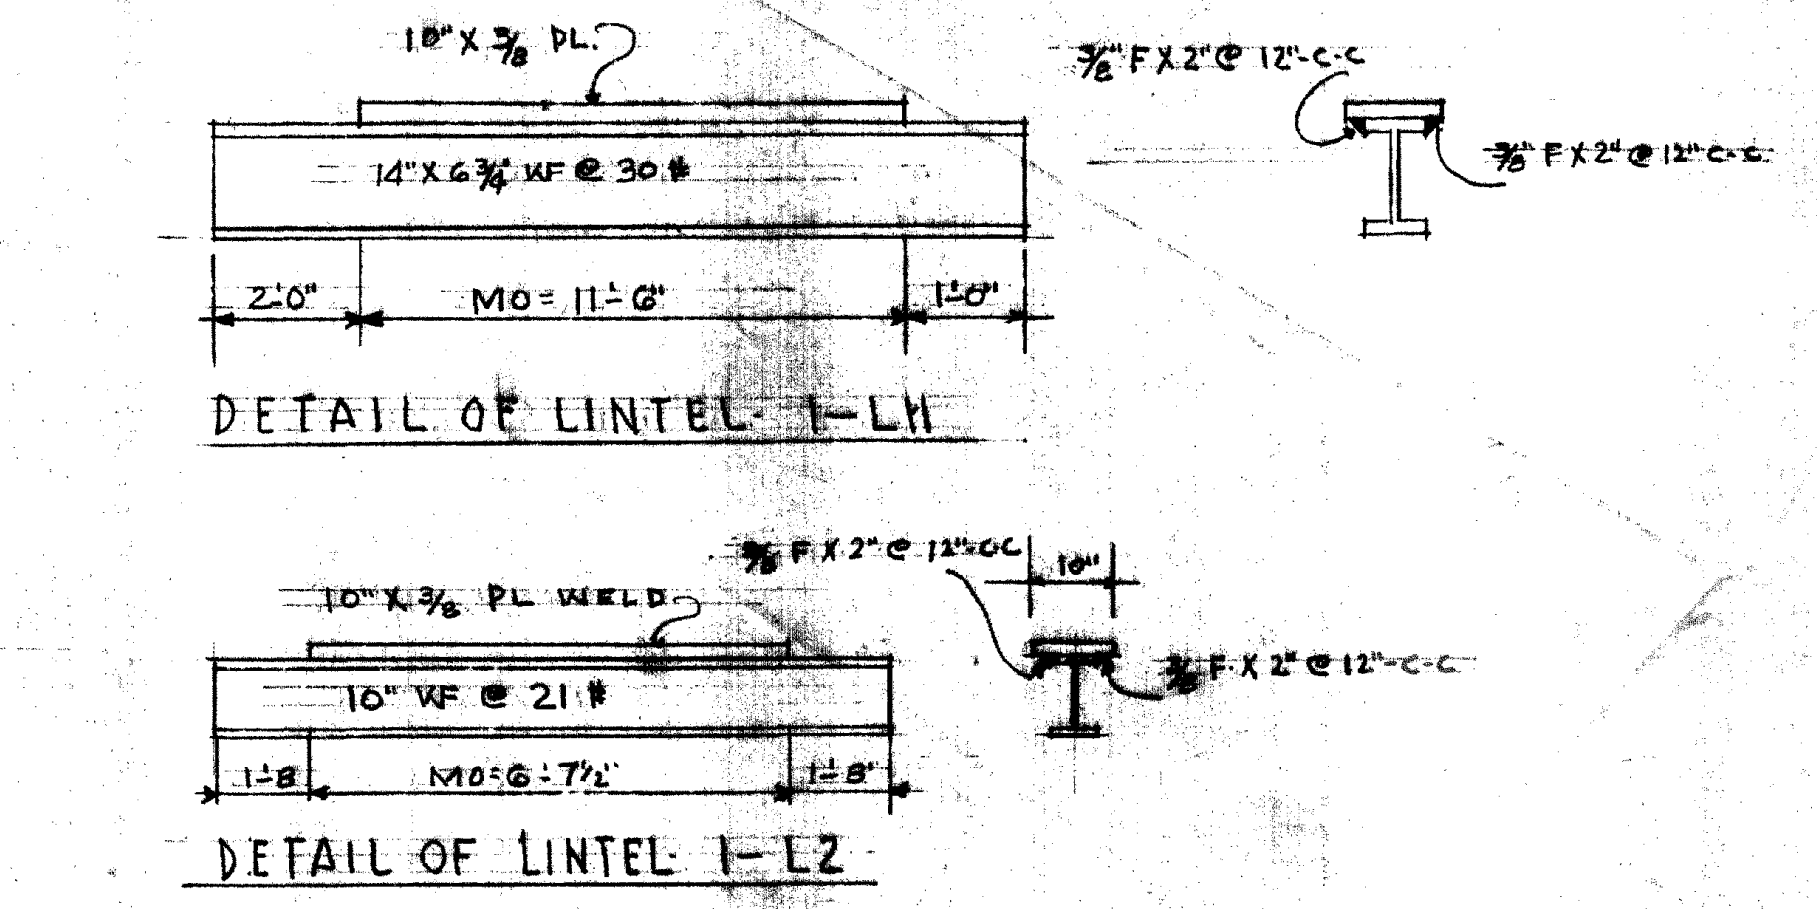 10" X 3/8 PL.
3/8" F X 2" @ 12"-C-C
14" X 6 3/4" WF @ 30 #
3/8" F X 2" @ 12" C-C.
2'-0" MO = 11'-6" 1'-0"
DETAIL OF LINTEL 1-LH
3/8 F X 2" @ 12"-CC
10"
10" X 3/8 PL WELD
3/8 F X 2" @ 12"-C-C
10" WF @ 21 #
1'-8 MO=6'-7 1/2" 1'-8"
DETAIL OF LINTEL 1-L2